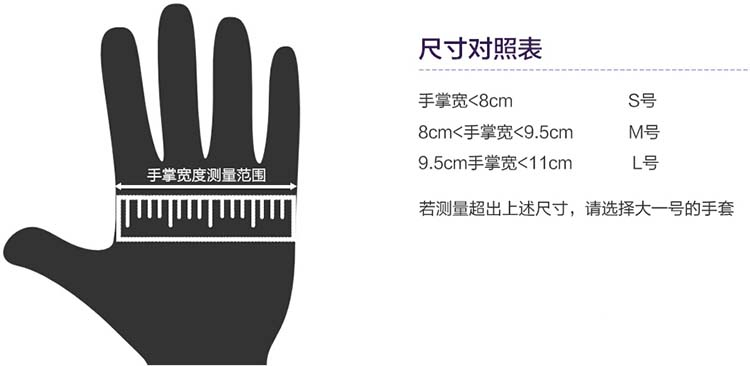 手掌宽度测量范围
尺寸对照表
手掌宽<8cm S号
8cm<手掌宽<9.5cm M号
9.5cm手掌宽<11cm L号
若测量超出上述尺寸，请选择大一号的手套